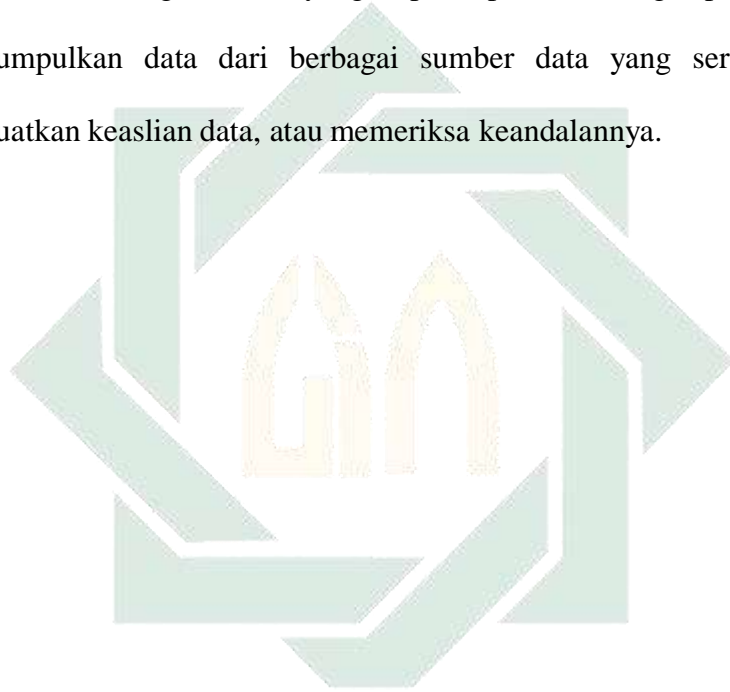 umpulkan data dari berbagai sumber data yang ser
uatkan keaslian data, atau memeriksa keandalannya.